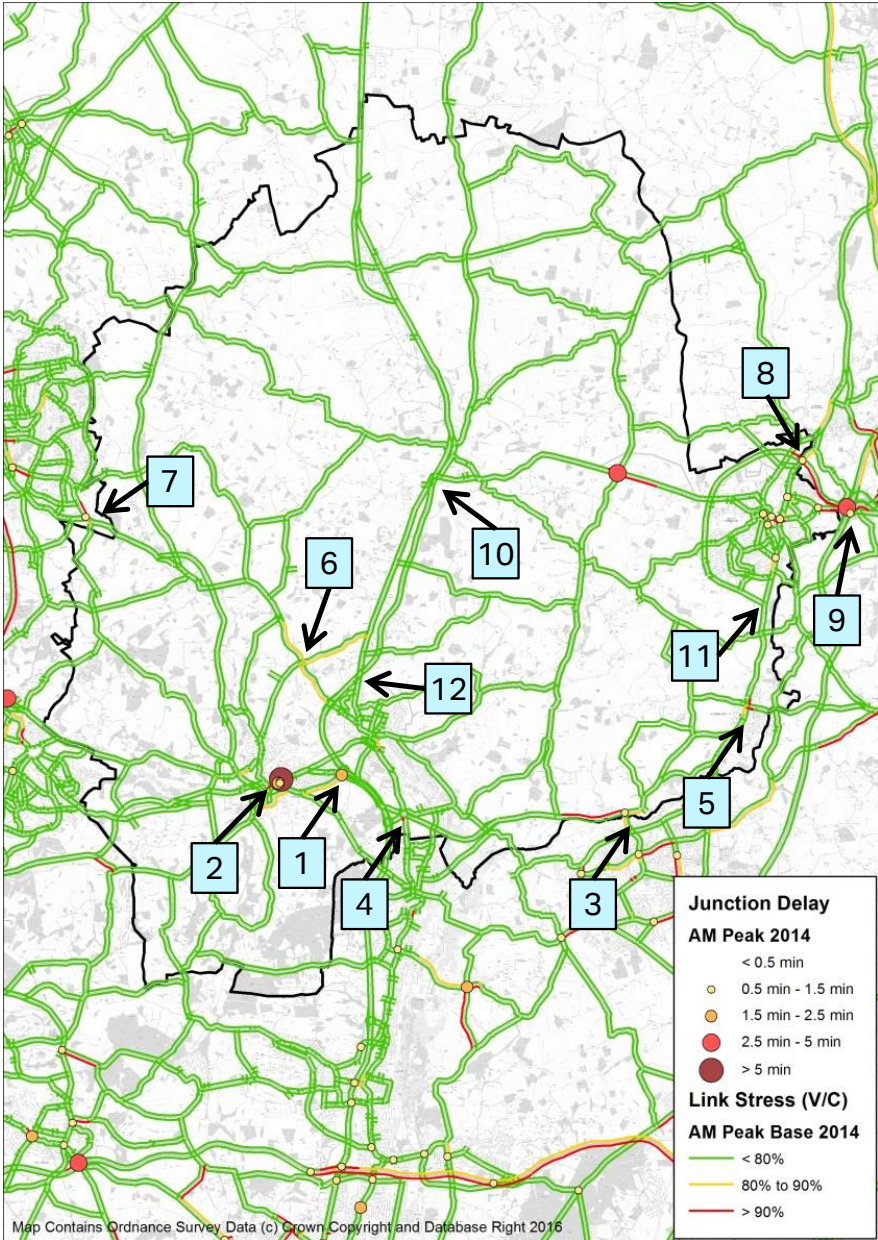 8
7
10
6
9
11
12
5
2
1
4
3
Junction Delay
AM Peak 2014
< 0.5 min
0.5 min - 1.5 min
1.5 min - 2.5 min
2.5 min - 5 min
> 5 min
Link Stress (V/C)
AM Peak Base 2014
< 80%
80% to 90%
> 90%
Map Contains Ordnance Survey Data (c) Crown Copyright and Database Right 2016